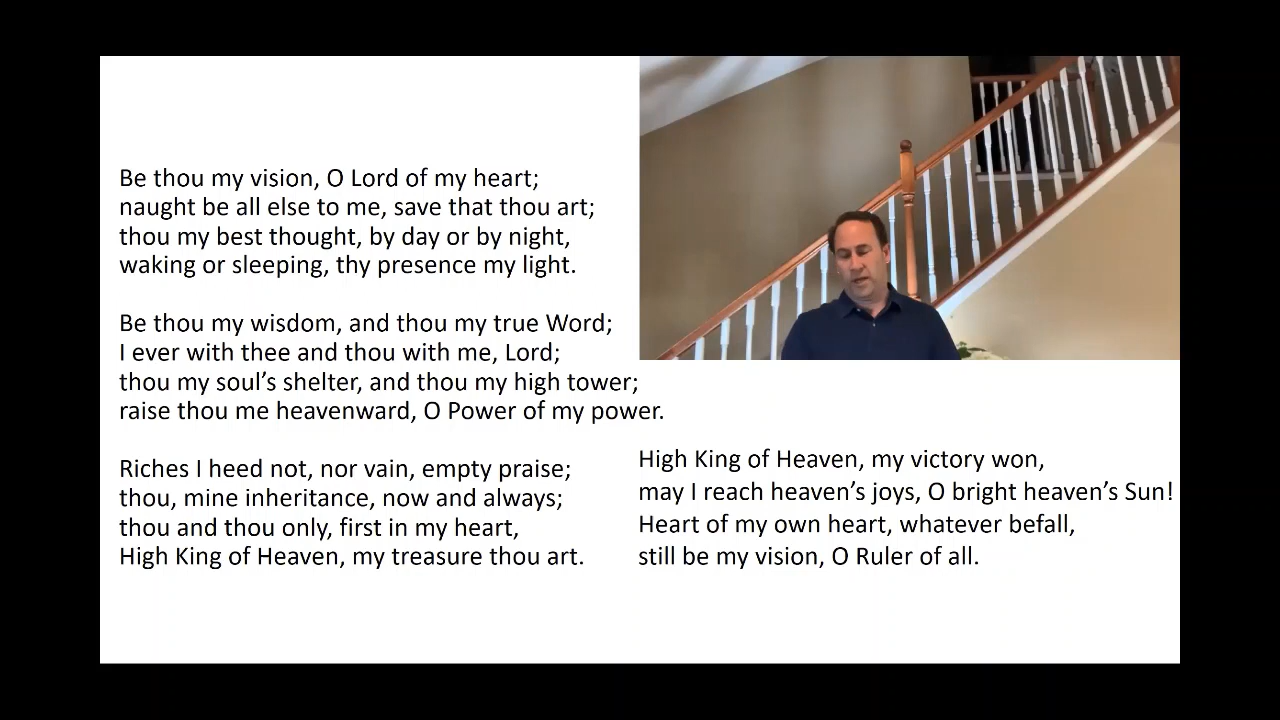 Be thou my vision, O Lord of my heart;
naught be all else to me, save that thou art;
thou my best thought, by day or by night,
waking or sleeping, thy presence my light.
Be thou my wisdom, and thou my true Word;
I ever with thee and thou with me, Lord;
thou my soul’s shelter, and thou my high tower;
raise thou me heavenward, O Power of my power.
Riches I heed not, nor vain, empty praise;
thou, mine inheritance, now and always;
thou and thou only, first in my heart,
High King of Heaven, my treasure thou art.
High King of Heaven, my victory won,
may I reach heaven’s joys, O bright heaven’s Sun!
Heart of my own heart, whatever befall,
still be my vision, O Ruler of all.